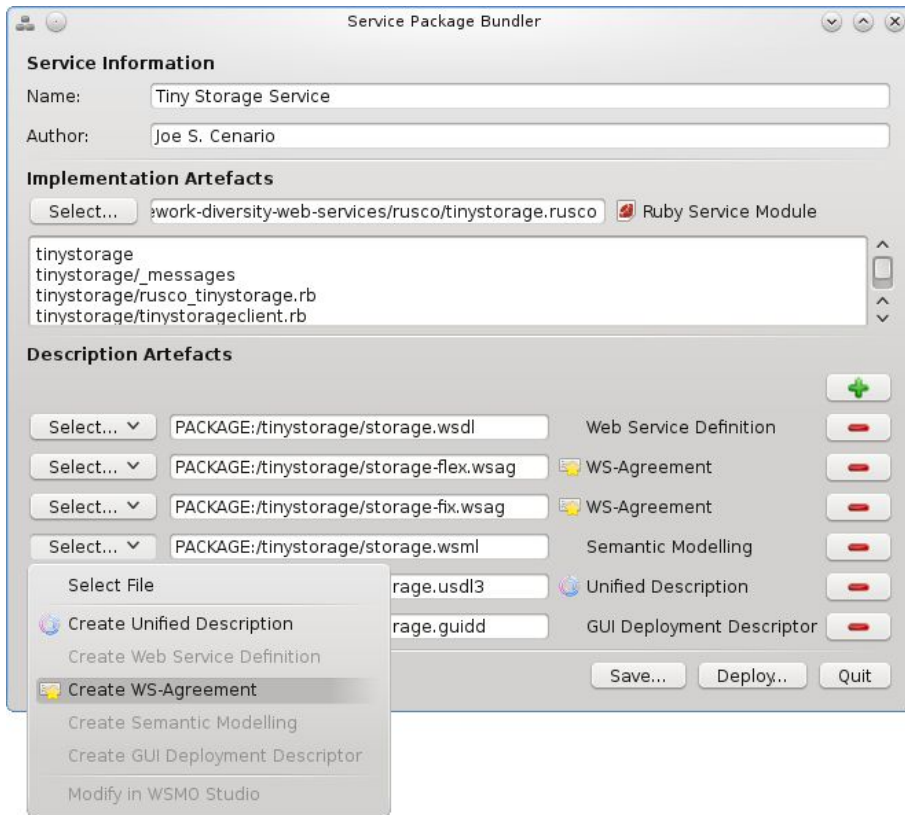 Service Package Bundler
Service Information
Name: Tiny Storage Service
Author: Joe S. Cenario
Implementation Artefacts
Select... ework-diversity-web-services/rusco/tinystorage.rusco Ruby Service Module
tinystorage
tinystorage/_messages
tinystorage/rusco_tinystorage.rb
tinystorage/tinystorageclient.rb
Description Artefacts
Select... PACKAGE:/tinystorage/storage.wsdl Web Service Definition
Select... PACKAGE:/tinystorage/storage-flex.wsag WS-Agreement
Select... PACKAGE:/tinystorage/storage-fix.wsag WS-Agreement
Select... PACKAGE:/tinystorage/storage.wsml Semantic Modelling
Select File rage.usdl3 Unified Description
Create Unified Description rage.guidd GUI Deployment Descriptor
Create Web Service Definition
Create WS-Agreement Save... Deploy... Quit
Create Semantic Modelling
Create GUI Deployment Descriptor
Modify in WSMO Studio